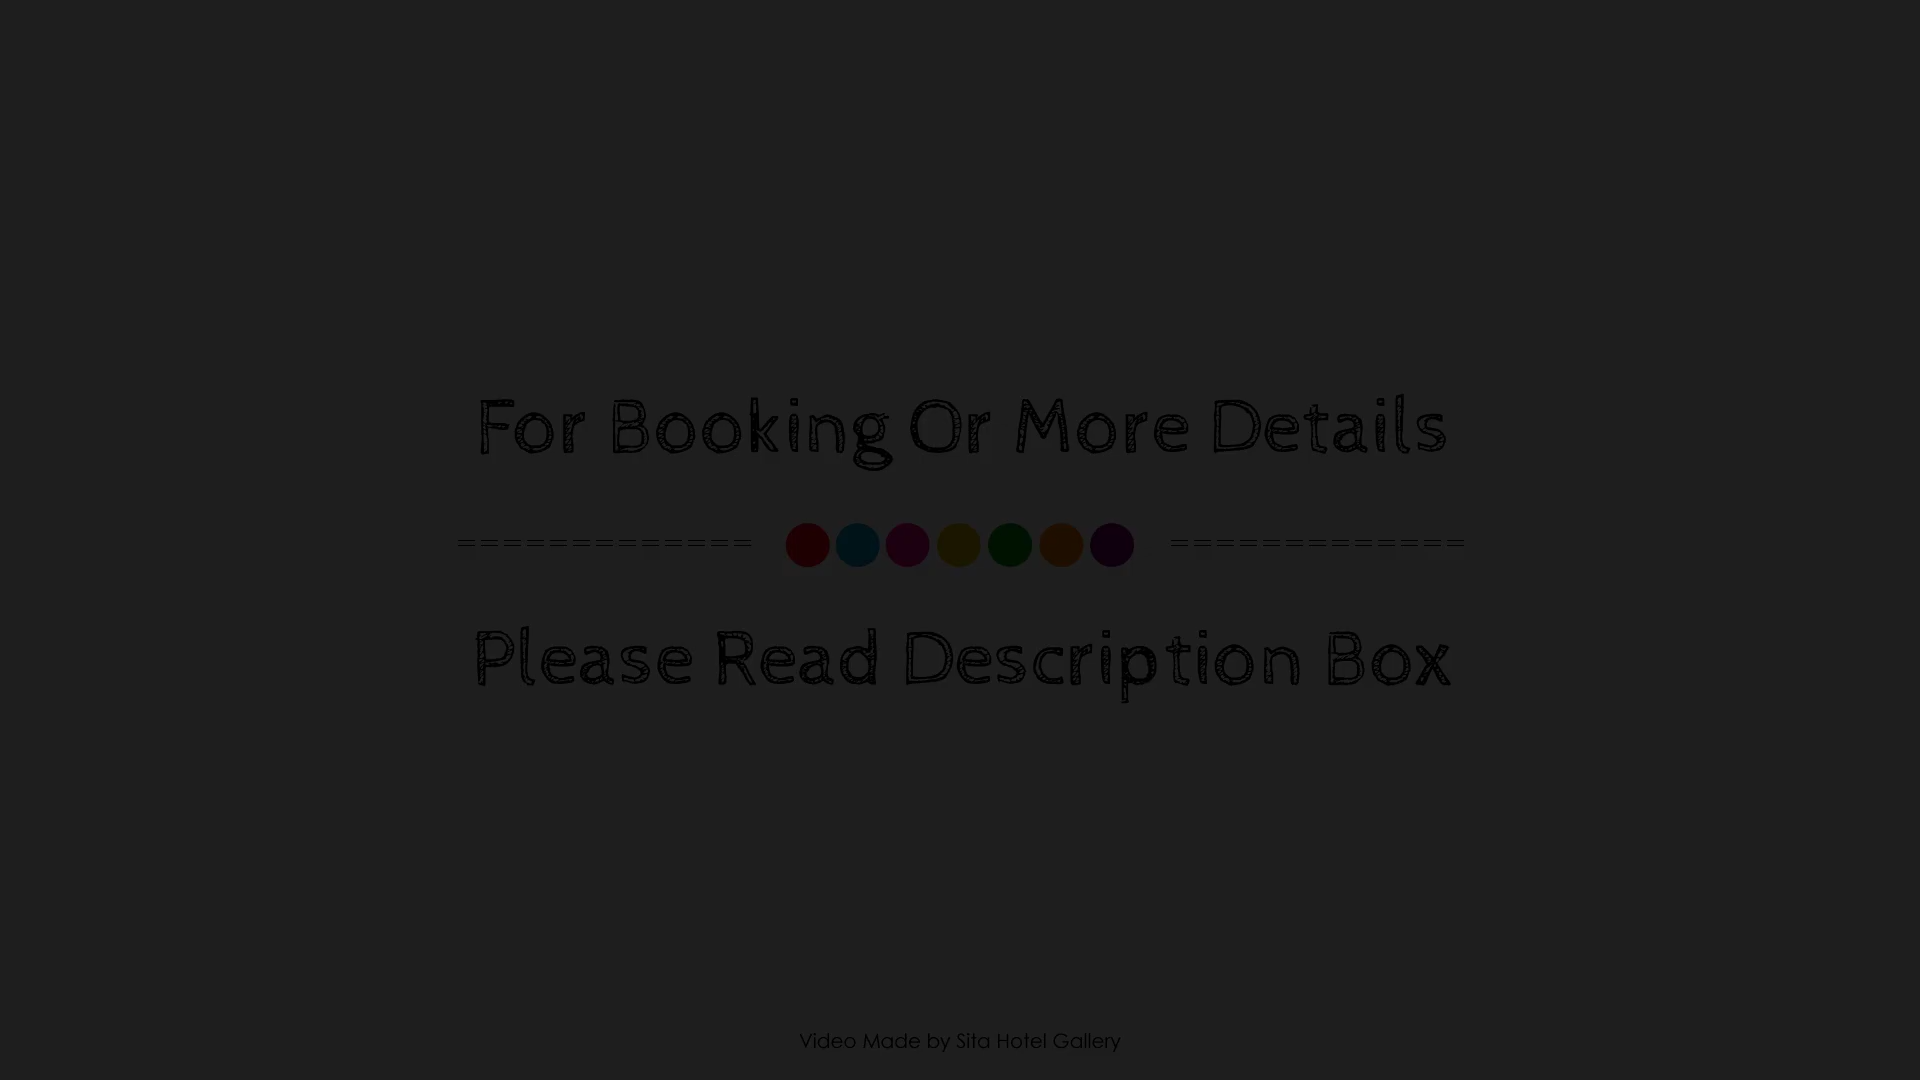 For Booking Or More Details
============= =============
Please Read Description Box
Video Made by Sita Hotel Gallery